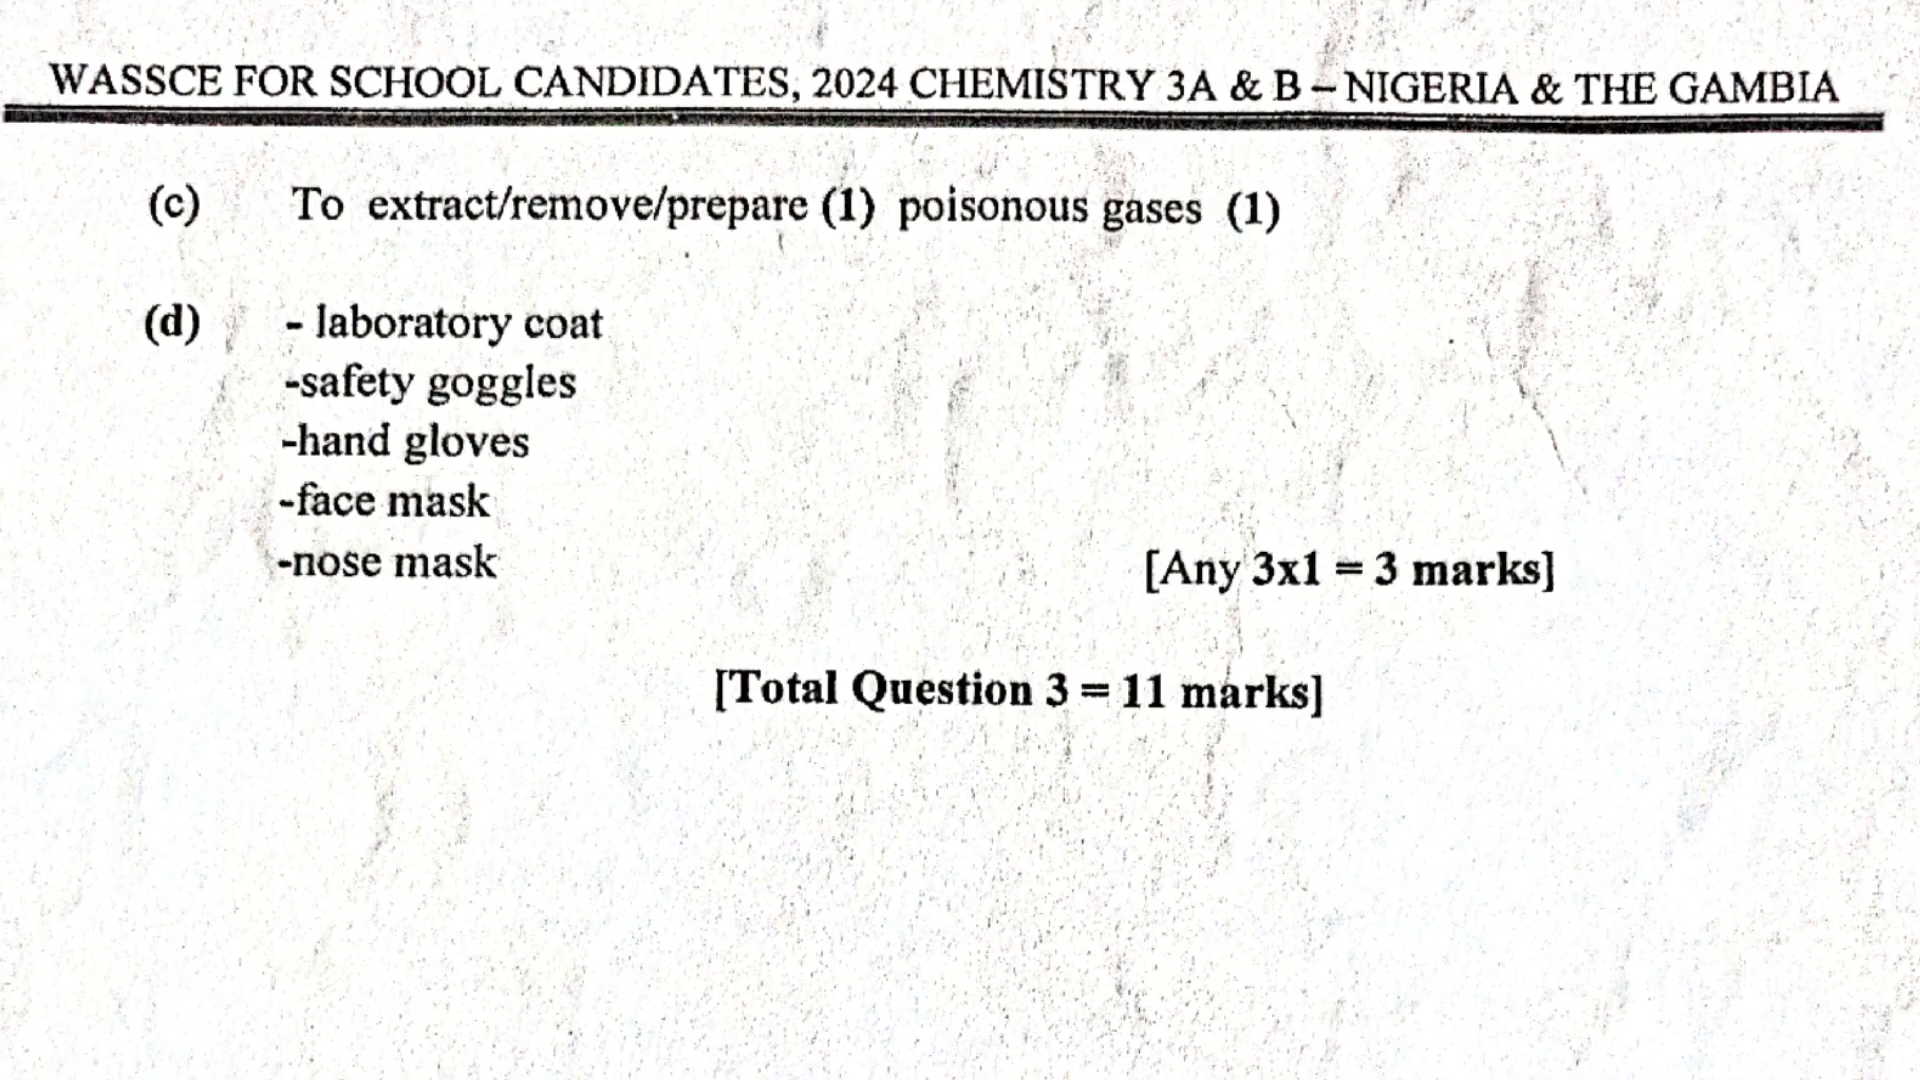 WASSCE FOR SCHOOL CANDIDATES, 2024 CHEMISTRY 3A & B – NIGERIA & THE GAMBIA
(c) To extract/remove/prepare (1) poisonous gases (1)
(d) - laboratory coat
-safety goggles
-hand gloves
-face mask
-nose mask [Any 3x1 = 3 marks]
[Total Question 3 = 11 marks]